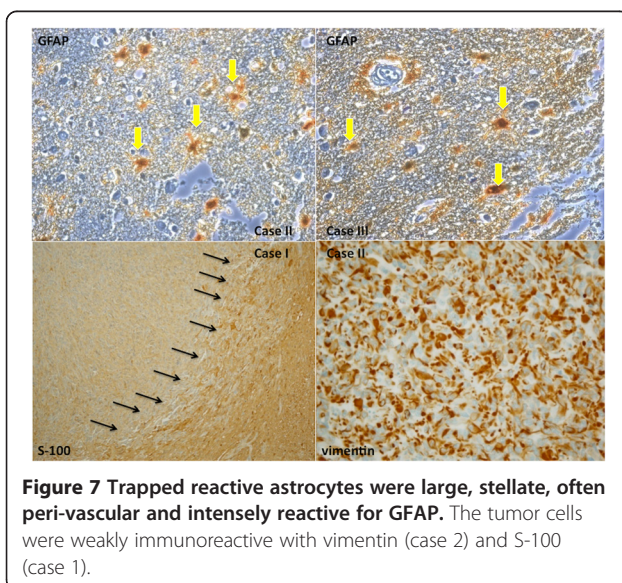 GFAP
GFAP
Case II
Case III
Case I
Case II
S-100
vimentin
Figure 7 Trapped reactive astrocytes were large, stellate, often
peri-vascular and intensely reactive for GFAP. The tumor cells
were weakly immunoreactive with vimentin (case 2) and S-100
(case 1).